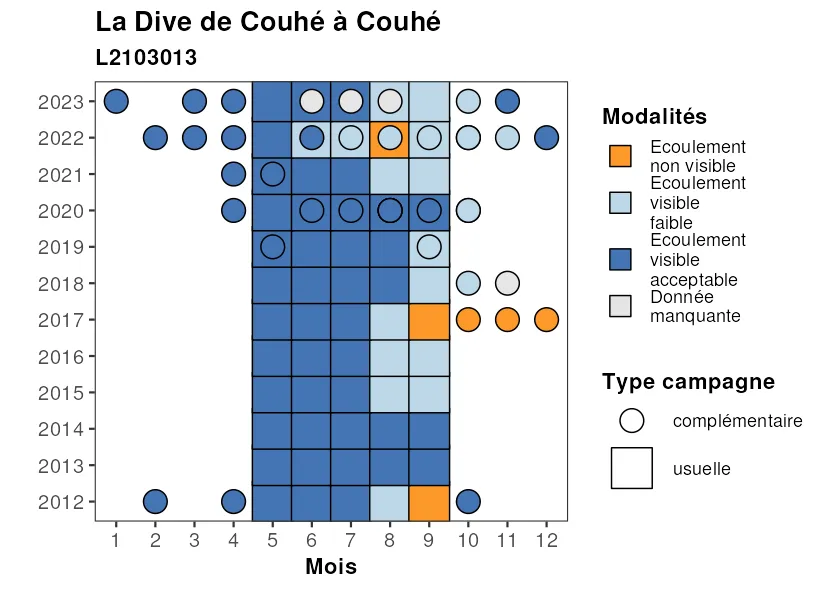 La Dive de Couhé à Couhé
L2103013
2023
2022
2021
2020
2019
2018
2017
2016
2015
2014
2013
2012
1 2 3 4 5 6 7 8 9 10 11 12
Mois
Modalités
Ecoulement
non visible
Ecoulement
visible
faible
Ecoulement
visible
acceptable
Donnée
manquante
Type campagne
complémentaire
usuelle